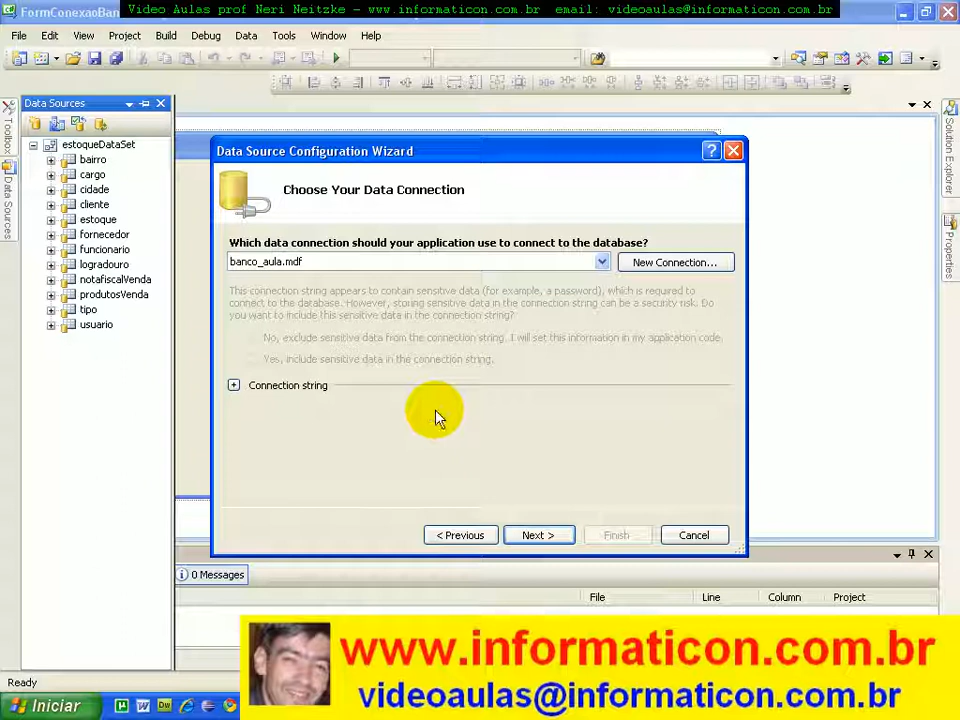 FormConexaoBan
Video Aulas prof Neri Neitzke - www.informaticon.com.br email: videoaulas@informaticon.com.br
File Edit View Project Build Debug Data Tools Window Help
Data Sources
Toolbox
Data Sources
estoqueDataSet
bairro
cargo
cidade
cliente
estoque
fornecedor
funcionario
logradouro
notafiscalVenda
produtosVenda
tipo
usuario
Data Source Configuration Wizard
Choose Your Data Connection
Which data connection should your application use to connect to the database?
banco_aula.mdf
New Connection...
This connection string appears to contain sensitive data (for example, a password), which is required to
connect to the database. However, storing sensitive data in the connection string can be a security risk. Do
you want to include this sensitive data in the connection string?
No, exclude sensitive data from the connection string. I will set this information in my application code.
Yes, include sensitive data in the connection string.
Connection string
< Previous
Next >
Finish
Cancel
Solution Explorer
Properties
0 Messages
File Line Column Project
Ready
Iniciar
www.informaticon.com.br
videoaulas@informaticon.com.br